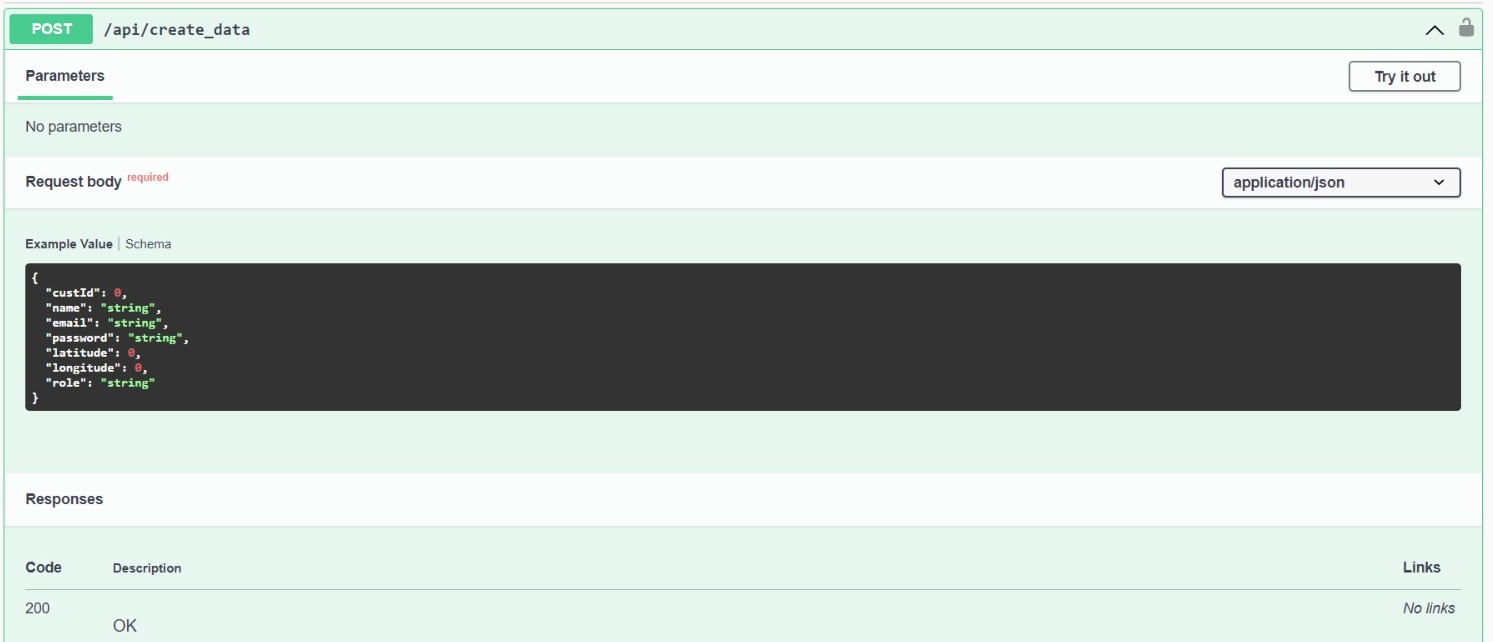 POST /api/create_data
Parameters
Try it out
No parameters
Request body required
application/json
Example Value | Schema
{
  "custId": 0,
  "name": "string",
  "email": "string",
  "password": "string",
  "latitude": 0,
  "longitude": 0,
  "role": "string"
}
Responses
Code Description Links
200 No links
OK